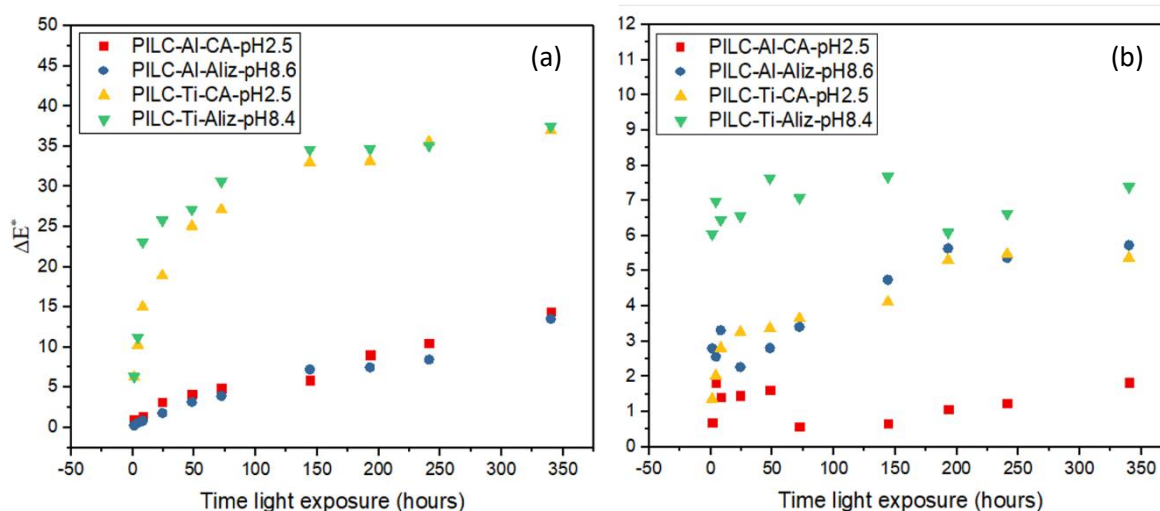 50
45
40
35
30
25
20
15
10
5
0
ΔE*
PILC-Al-CA-pH2.5
PILC-Al-Aliz-pH8.6
PILC-Ti-CA-pH2.5
PILC-Ti-Aliz-pH8.4
(a)
-50 0 50 100 150 200 250 300 350
Time light exposure (hours)
12
11
10
9
8
7
6
5
4
3
2
1
0
PILC-Al-CA-pH2.5
PILC-Al-Aliz-pH8.6
PILC-Ti-CA-pH2.5
PILC-Ti-Aliz-pH8.4
(b)
-50 0 50 100 150 200 250 300 350
Time light exposure (hours)